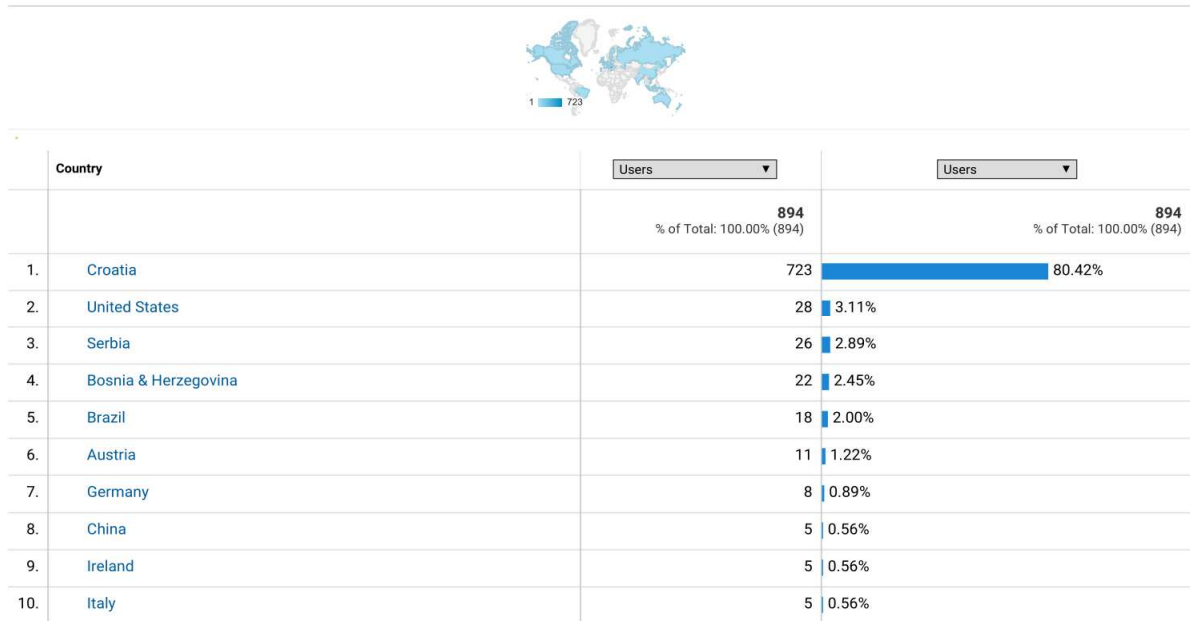 1 723
Country Users ▼ Users ▼
894 894
% of Total: 100.00% (894) % of Total: 100.00% (894)
1. Croatia 723 80.42%
2. United States 28 3.11%
3. Serbia 26 2.89%
4. Bosnia & Herzegovina 22 2.45%
5. Brazil 18 2.00%
6. Austria 11 1.22%
7. Germany 8 0.89%
8. China 5 0.56%
9. Ireland 5 0.56%
10. Italy 5 0.56%